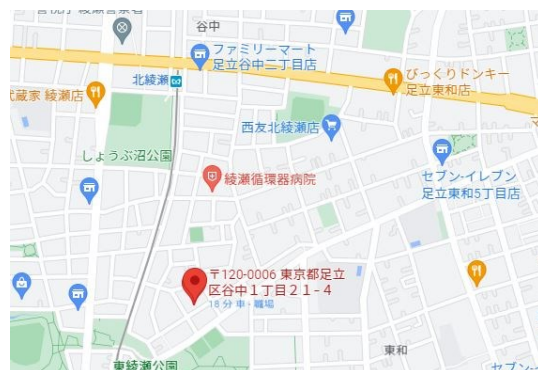 谷中
ファミリーマート
足立谷中二丁目店
北綾瀬
びっくりドンキー
足立東和店
武蔵家 綾瀬店
西友北綾瀬店
しょうぶ沼公園
セブン-イレブン
足立東和5丁目店
綾瀬循環器病院
〒120-0006 東京都足立
区谷中１丁目２１−４
18 分 車 - 職場
東和
東綾瀬公園